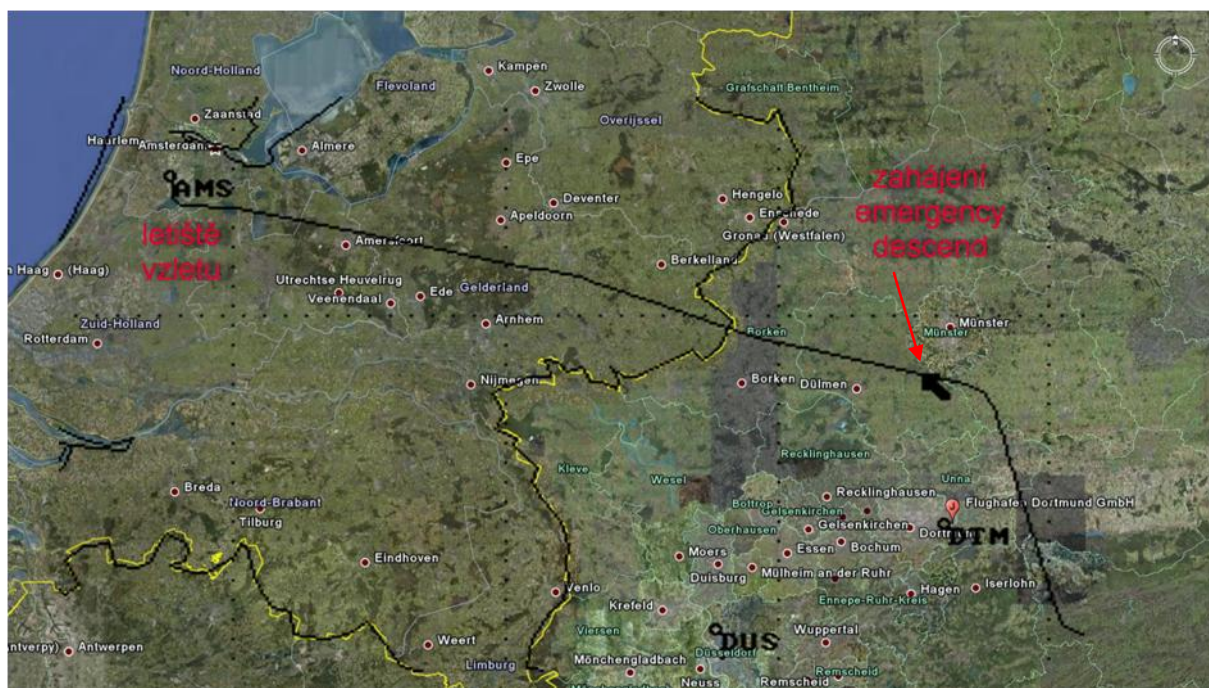 Kampen
Noord-Holland
Flevoland
Zwolle
Grafschaft Bentheim
Zaanstad
Overijssel
Haarlem
Amsterdam
Almere
Epe
AMS
Deventer
Hengelo
zahájení
emergency
descend
Apeldoorn
Enschede
letiště
vzletu
Amersfoort
Gronau (Westfalen)
n Haag
(Haag)
Berkelland
Utrechtse Heuvelrug
Gelderland
Veenendaal
Ede
Zuid-Holland
Arnhem
Borken
Münster
Münster
Rotterdam
Nijmegen
Borken
Dülmen
Recklinghausen
Kleve
Wesel
Unna
Breda
Noord-Brabant
Tilburg
Bottrop
Recklinghausen
Gelsenkirchen
Flughafen Dortmund GmbH
Oberhausen
Gelsenkirchen
Dortmund
DTM
Bochum
Moers
Essen
Eindhoven
Duisburg
Mülheim an der Ruhr
Hagen
Iserlohn
Venlo
Krefeld
Ennepe-Ruhr-Kreis
Viersen
DUS
Wuppertal
Antwerpy)
Antwerpen
Weert
Düsseldorf
Limburg
Mönchengladbach
Neuss
Remscheid
Remscheid